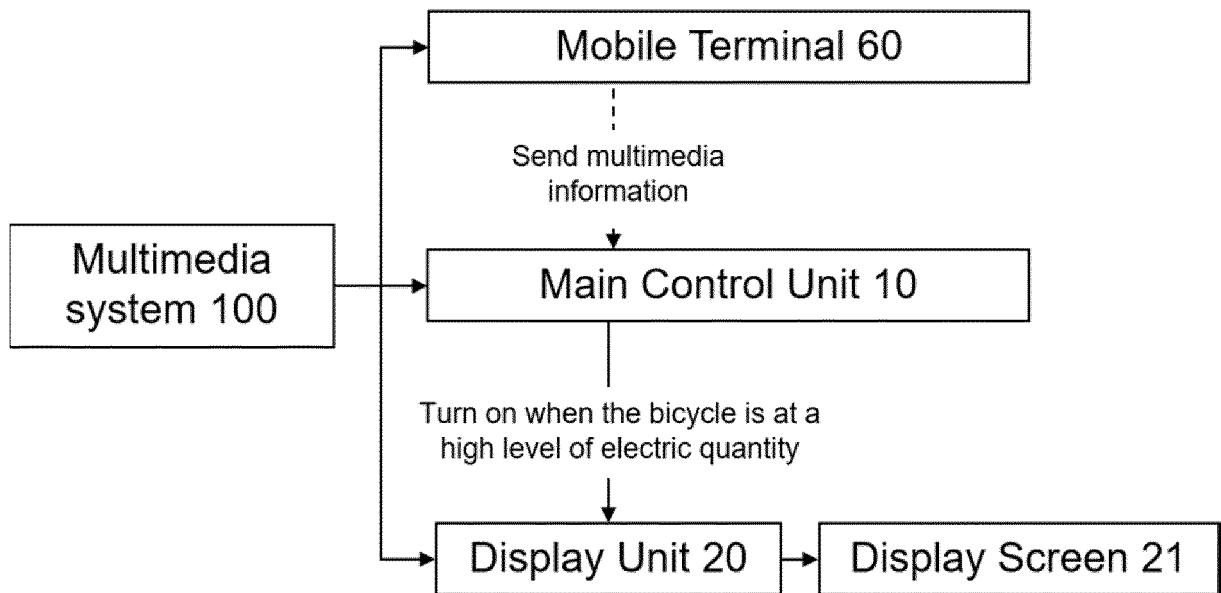 Mobile Terminal 60
Send multimedia
information
Multimedia
system 100
Main Control Unit 10
Turn on when the bicycle is at a
high level of electric quantity
Display Unit 20
Display Screen 21